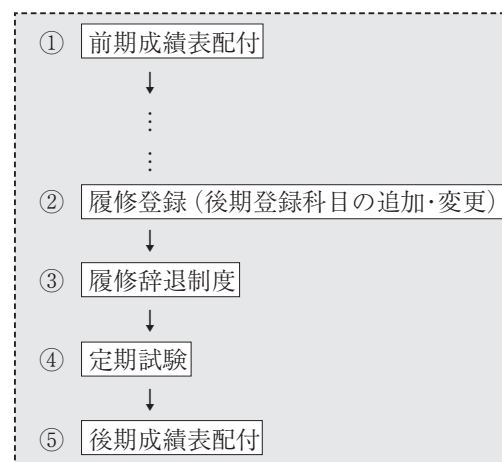 ① 前期成績表配付
↓
⋮
⋮
② 履修登録（後期登録科目の追加・変更）
↓
③ 履修辞退制度
↓
④ 定期試験
↓
⑤ 後期成績表配付